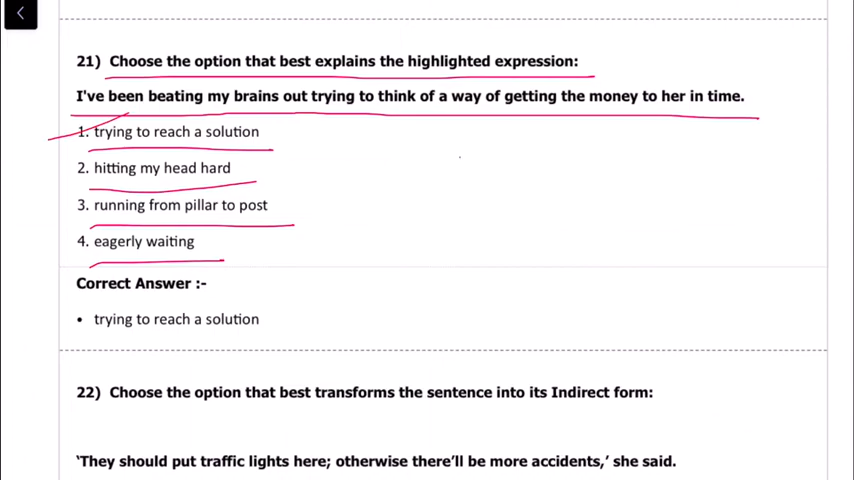 21) Choose the option that best explains the highlighted expression:
I've been beating my brains out trying to think of a way of getting the money to her in time.
1. trying to reach a solution
2. hitting my head hard
3. running from pillar to post
4. eagerly waiting
Correct Answer :-
• trying to reach a solution
22) Choose the option that best transforms the sentence into its Indirect form:
‘They should put traffic lights here; otherwise there’ll be more accidents,’ she said.